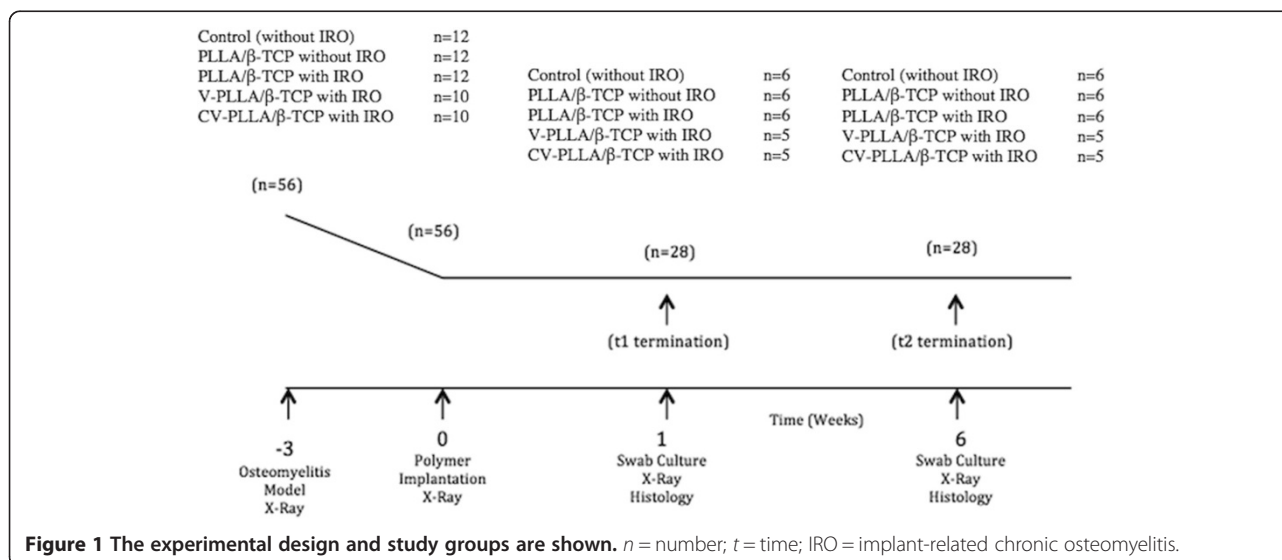 Control (without IRO) n=12
PLLA/β-TCP without IRO n=12
PLLA/β-TCP with IRO n=12
V-PLLA/β-TCP with IRO n=10
CV-PLLA/β-TCP with IRO n=10
Control (without IRO) n=6
PLLA/β-TCP without IRO n=6
PLLA/β-TCP with IRO n=6
V-PLLA/β-TCP with IRO n=5
CV-PLLA/β-TCP with IRO n=5
Control (without IRO) n=6
PLLA/β-TCP without IRO n=6
PLLA/β-TCP with IRO n=6
V-PLLA/β-TCP with IRO n=5
CV-PLLA/β-TCP with IRO n=5
(n=56)
(n=56)
(n=28)
(n=28)
(t1 termination)
(t2 termination)
Time (Weeks)
-3
Osteomyelitis
Model
X-Ray
0
Polymer
Implantation
X-Ray
1
Swab Culture
X-Ray
Histology
6
Swab Culture
X-Ray
Histology
Figure 1 The experimental design and study groups are shown. n = number; t = time; IRO = implant-related chronic osteomyelitis.